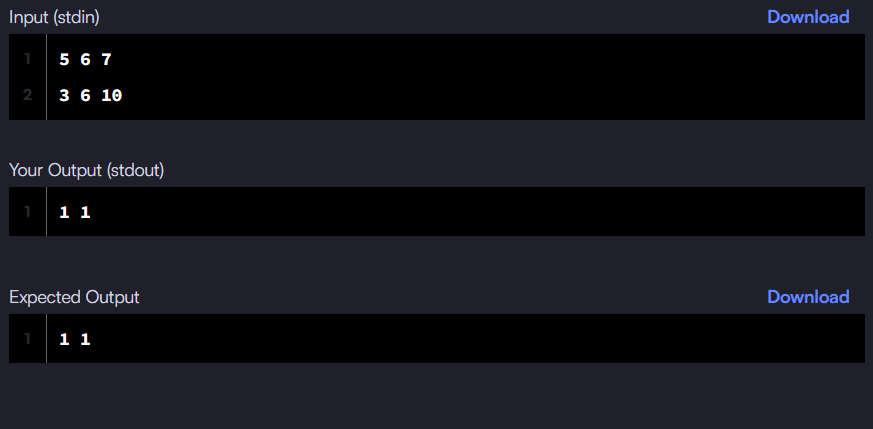 Input (stdin) Download
1 5 6 7
2 3 6 10
Your Output (stdout)
1 1 1
Expected Output Download
1 1 1